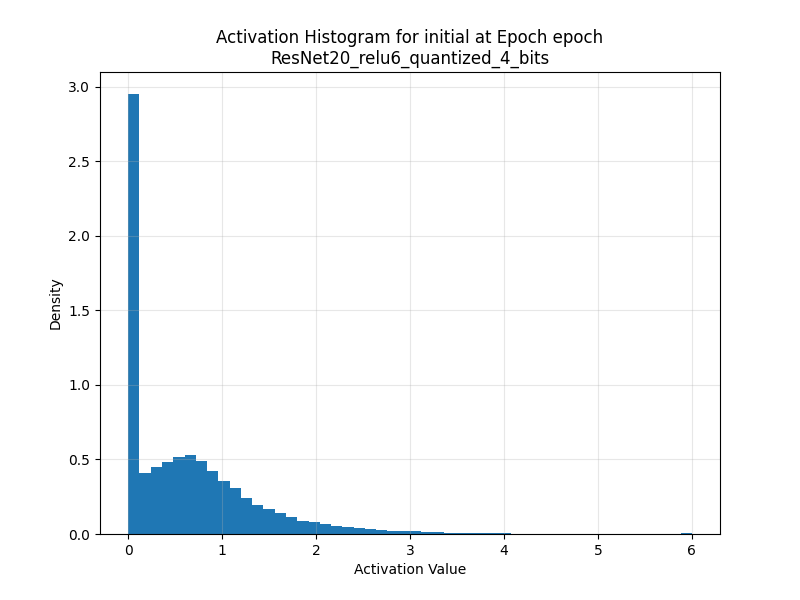 Activation Histogram for initial at Epoch epoch
ResNet20_relu6_quantized_4_bits
3.0
2.5
2.0
1.5
1.0
0.5
0.0
Density
0 1 2 3 4 5 6
Activation Value